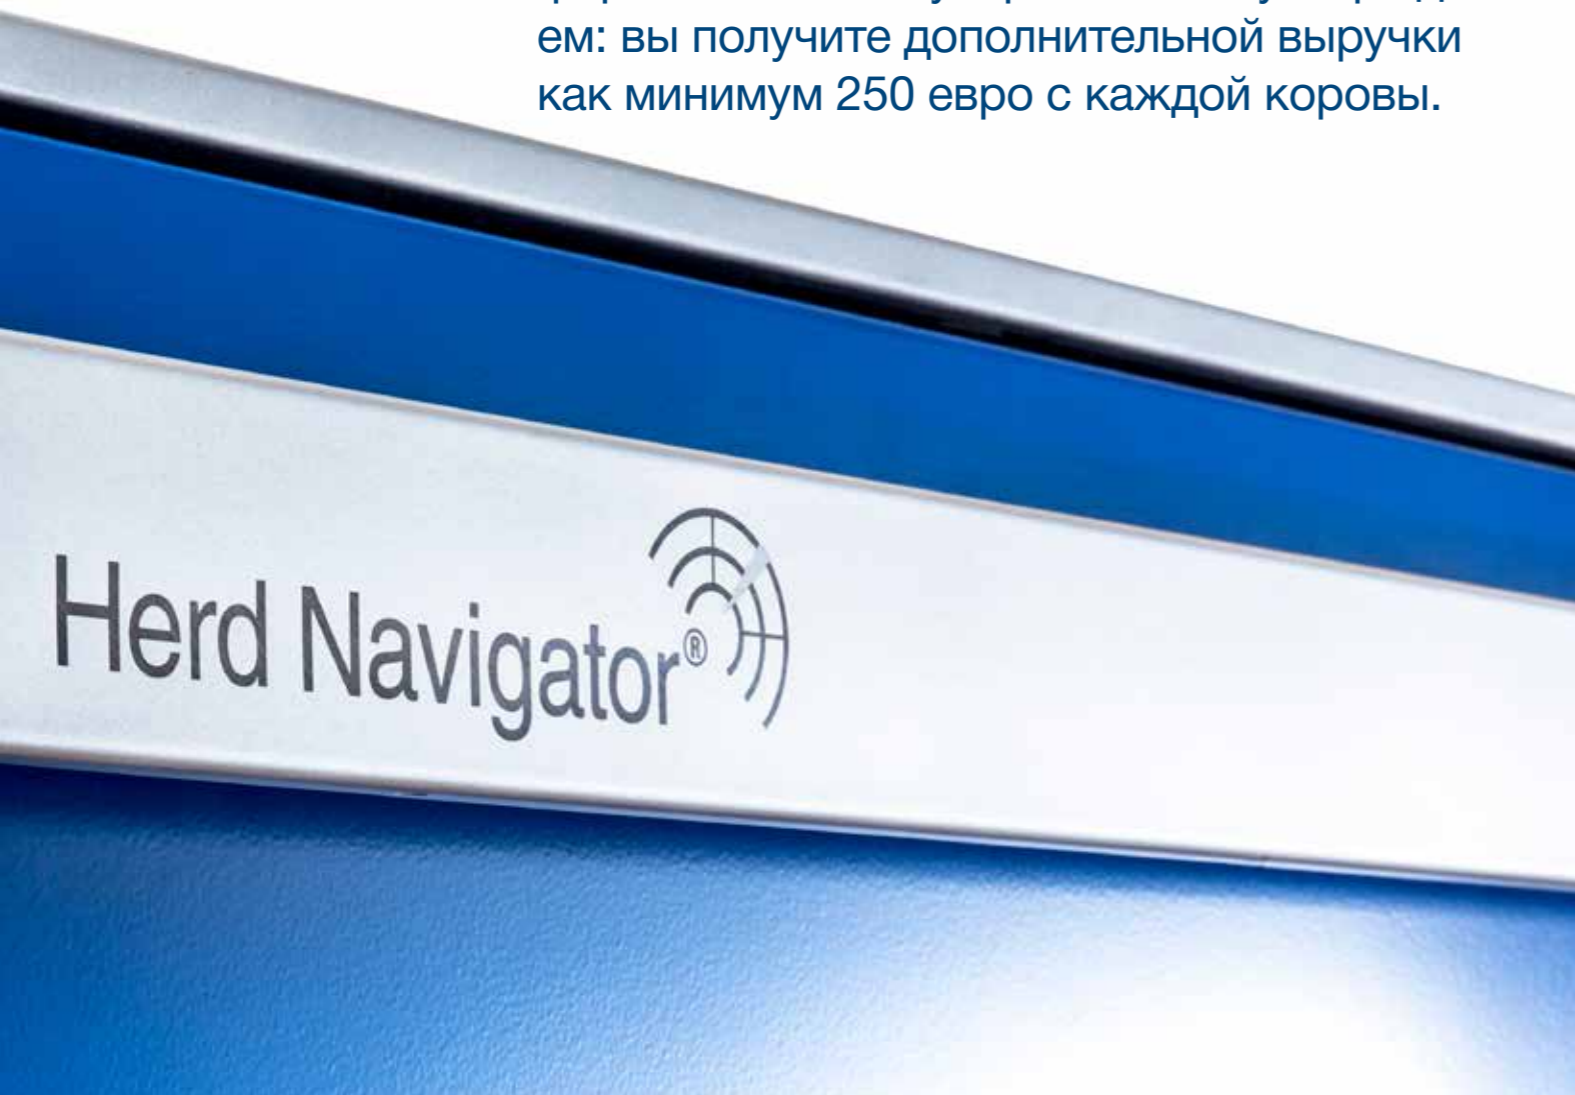 ем: вы получите дополнительной выручки
как минимум 250 евро с каждой коровы.
Herd Navigator®